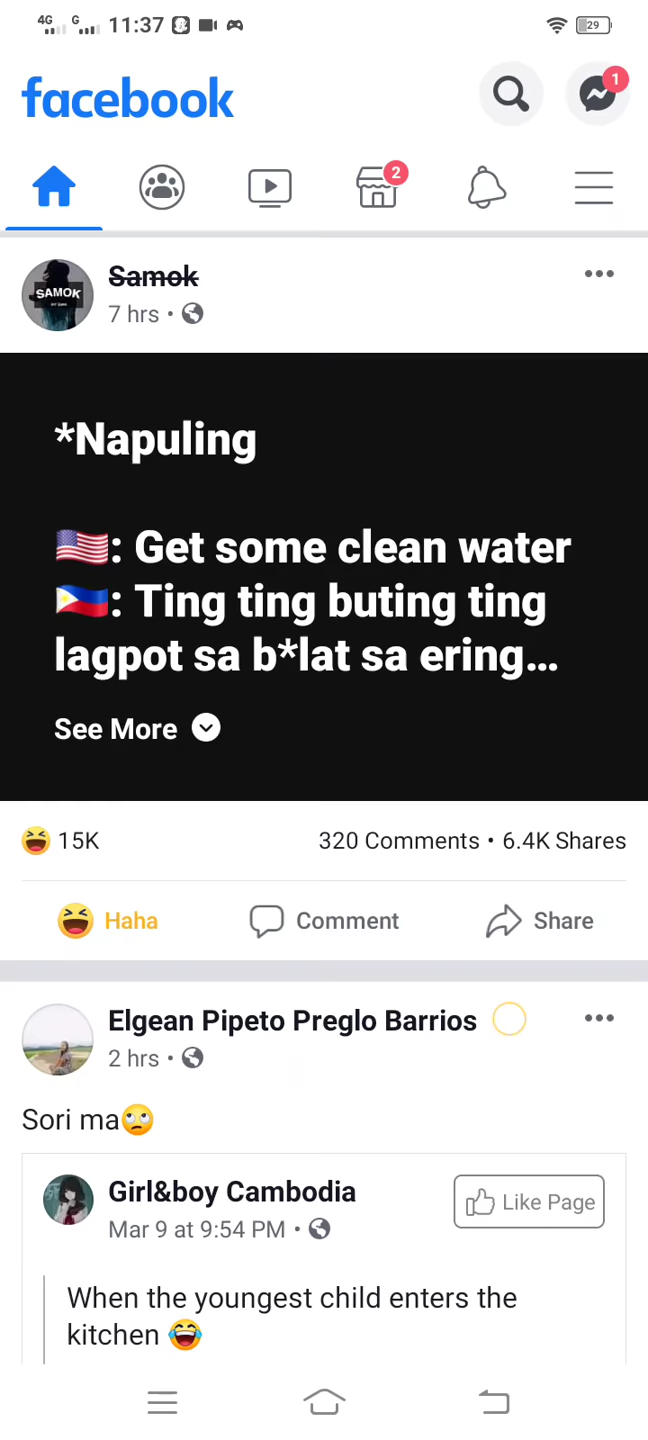 4G G 11:37 29
facebook
1
2
Samok
SAMOK
7 hrs •
*Napuling
🇺🇸: Get some clean water
🇵🇭: Ting ting buting ting
lagpot sa b*lat sa ering...
See More
😆 15K 320 Comments • 6.4K Shares
😆 Haha Comment Share
Elgean Pipeto Preglo Barrios
2 hrs •
Sori ma🙄
Girl&boy Cambodia Like Page
Mar 9 at 9:54 PM •
When the youngest child enters the
kitchen 😂